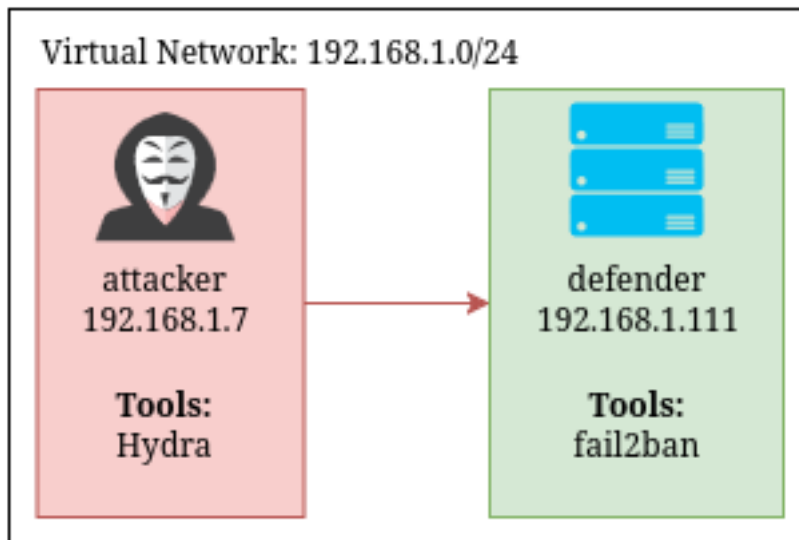 Virtual Network: 192.168.1.0/24
attacker
192.168.1.7
Tools:
Hydra
defender
192.168.1.111
Tools:
fail2ban